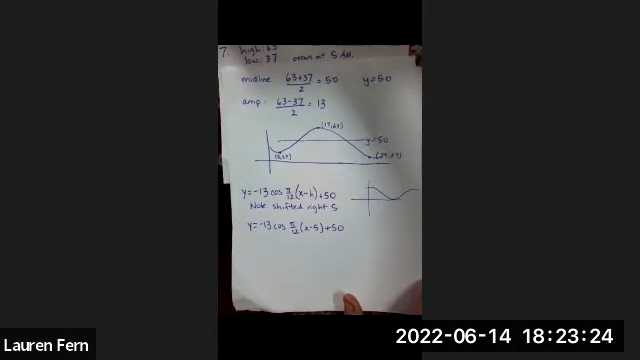 7. high: 63
low: 37 occurs at 5 AM.
midline 63+37/2 = 50 y=50
amp: 63-37/2 = 13
(17,63)
y=50
(5,37)
(29,37)
y=-13 cos π/12 (x-h)+50
Note: shifted right 5
y=-13 cos π/12 (x-5)+50
Lauren Fern
2022-06-14 18:23:24